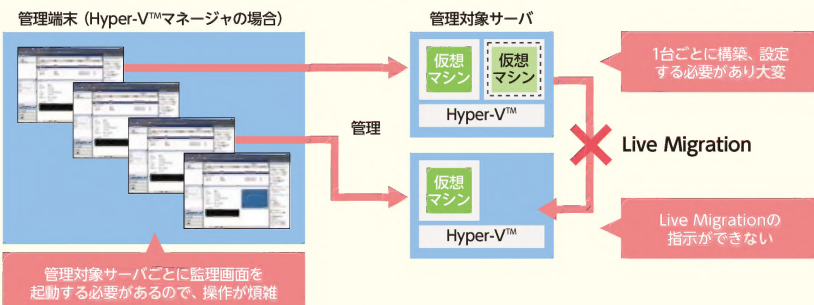 管理端末（Hyper-V™マネージャの場合）
管理対象サーバ
仮想
マシン
仮想
マシン
Hyper-V™
1台ごとに構築、設定
する必要があり大変
管理
Live Migration
仮想
マシン
Hyper-V™
Live Migrationの
指示ができない
管理対象サーバごとに監理画面を
起動する必要があるので、操作が煩雑